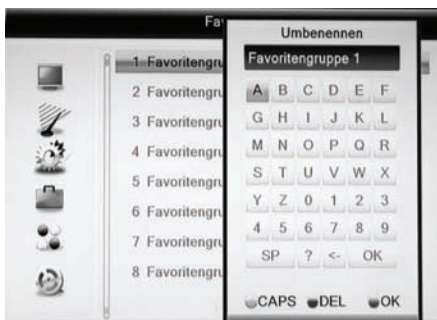 Fa
Umbenennen
Favoritengruppe 1
1 Favoritengru
2 Favoritengru
3 Favoritengru
4 Favoritengru
5 Favoritengru
6 Favoritengru
7 Favoritengru
8 Favoritengru
A B C D E F
G H I J K L
M N O P Q R
S T U V W X
Y Z 0 1 2 3
4 5 6 7 8 9
SP ? <- OK
CAPS DEL OK